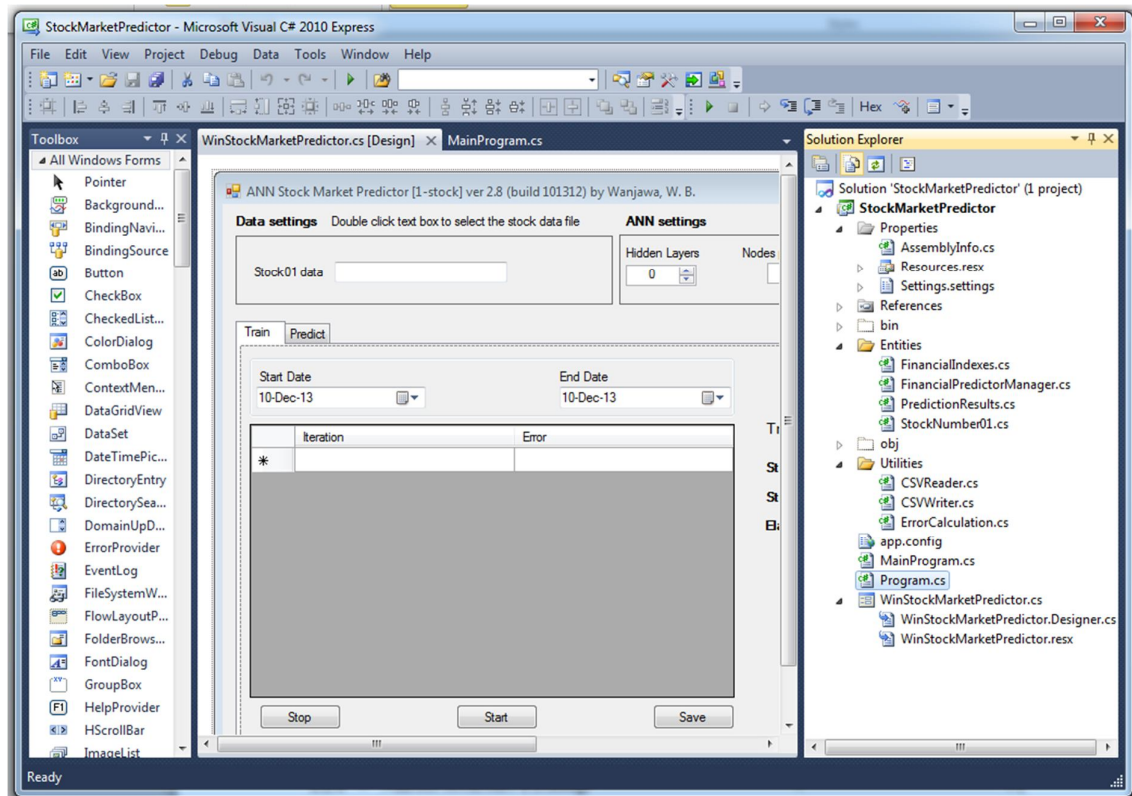 StockMarketPredictor - Microsoft Visual C# 2010 Express
File Edit View Project Debug Data Tools Window Help
Hex
Toolbox
All Windows Forms
Pointer
Background...
BindingNavi...
BindingSource
Button
CheckBox
CheckedList...
ColorDialog
ComboBox
ContextMen...
DataGridView
DataSet
DateTimePic...
DirectoryEntry
DirectorySea...
DomainUpD...
ErrorProvider
EventLog
FileSystemW...
FlowLayoutP...
FolderBrows...
FontDialog
GroupBox
HelpProvider
HScrollBar
ImageList
WinStockMarketPredictor.cs [Design] MainProgram.cs
ANN Stock Market Predictor [1-stock] ver 2.8 (build 101312) by Wanjawa, W. B.
Data settings Double click text box to select the stock data file ANN settings
Hidden Layers Nodes
Stock01 data 0
Train Predict
Start Date End Date
10-Dec-13 10-Dec-13
Iteration Error
St
St
Stop Start Save
Solution Explorer
Solution 'StockMarketPredictor' (1 project)
StockMarketPredictor
Properties
AssemblyInfo.cs
Resources.resx
Settings.settings
References
bin
Entities
FinancialIndexes.cs
FinancialPredictorManager.cs
PredictionResults.cs
StockNumber01.cs
obj
Utilities
CSVReader.cs
CSVWriter.cs
ErrorCalculation.cs
app.config
MainProgram.cs
Program.cs
WinStockMarketPredictor.cs
WinStockMarketPredictor.Designer.cs
WinStockMarketPredictor.resx
Ready